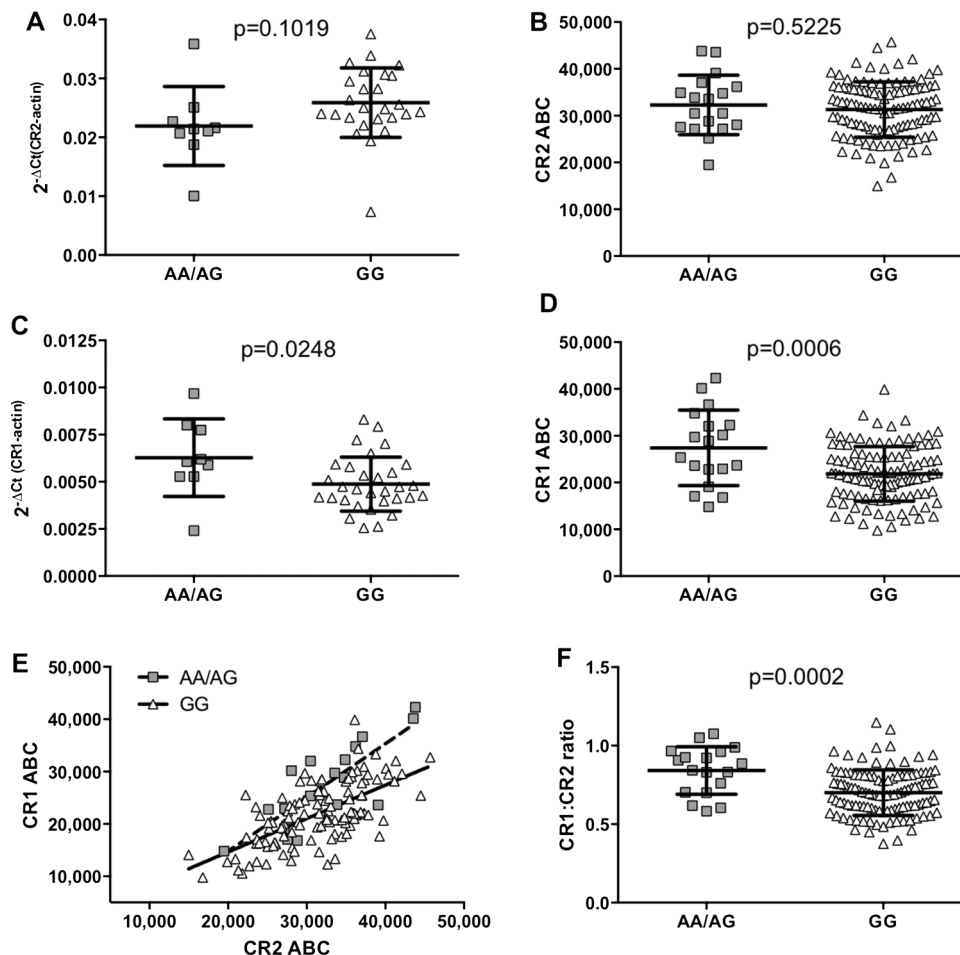 A
p=0.1019
2-ΔCt(CR2-actin)
0.04
0.03
0.02
0.01
0.00
AA/AG GG
B
p=0.5225
CR2 ABC
50,000
40,000
30,000
20,000
10,000
0
AA/AG GG
C
p=0.0248
2-ΔCt (CR1-actin)
0.0125
0.0100
0.0075
0.0050
0.0025
0.0000
AA/AG GG
D
p=0.0006
CR1 ABC
50,000
40,000
30,000
20,000
10,000
0
AA/AG GG
E
AA/AG
GG
CR1 ABC
50,000
40,000
30,000
20,000
10,000
10,000 20,000 30,000 40,000 50,000
CR2 ABC
F
p=0.0002
CR1:CR2 ratio
1.5
1.0
0.5
0.0
AA/AG GG